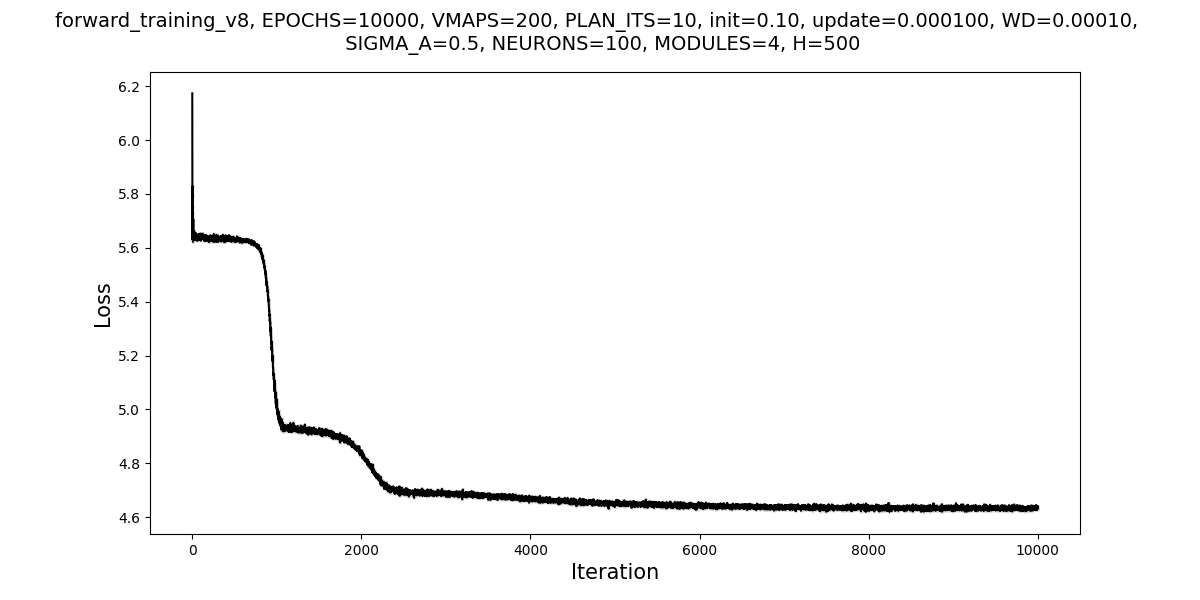 forward_training_v8, EPOCHS=10000, VMAPS=200, PLAN_ITS=10, init=0.10, update=0.000100, WD=0.00010,
SIGMA_A=0.5, NEURONS=100, MODULES=4, H=500
6.2
6.0
5.8
5.6
5.4
5.2
5.0
4.8
4.6
Loss
0 2000 4000 6000 8000 10000
Iteration